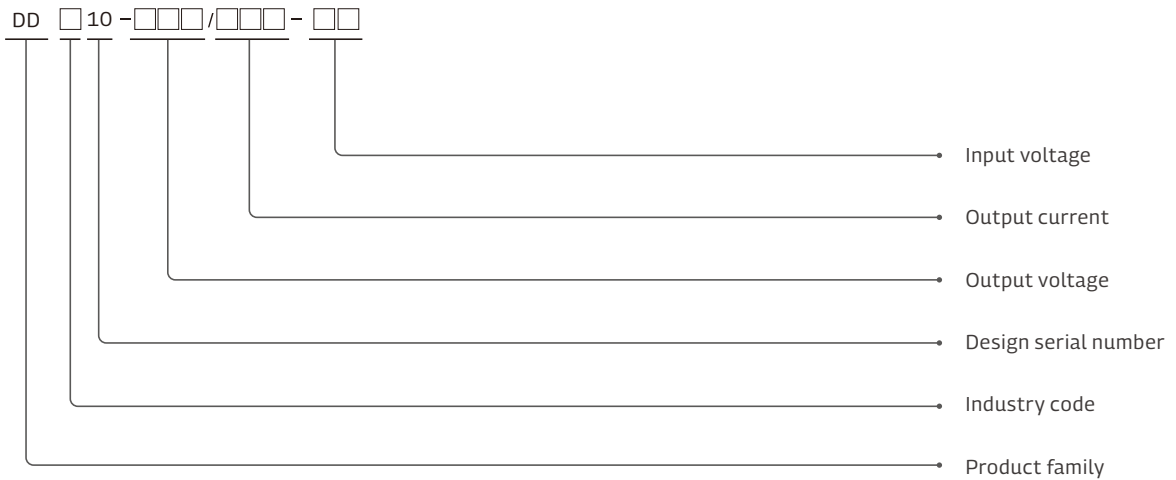 DD □10-□□□/□□□-□□
Input voltage
Output current
Output voltage
Design serial number
Industry code
Product family